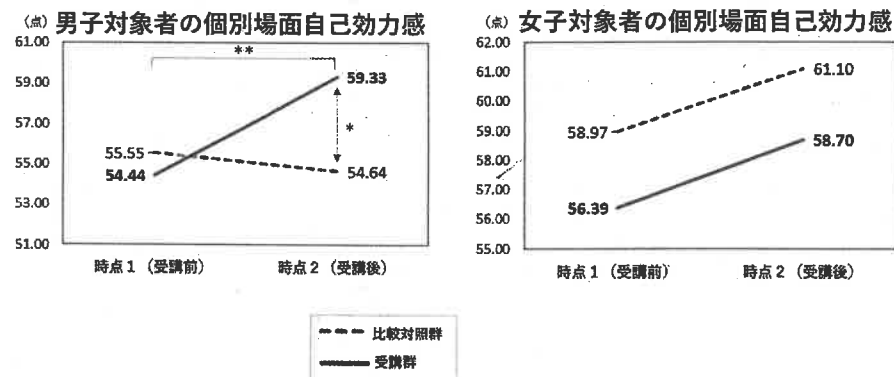 男子対象者の個別場面自己効力感
(点)
61.00
59.00
57.00
55.00
53.00
51.00
**
59.33
*
55.55
54.44
54.64
時点1(受講前)
時点2(受講後)
女子対象者の個別場面自己効力感
(点)
62.00
61.00
60.00
59.00
58.00
57.00
56.00
55.00
61.10
58.97
58.70
56.39
時点1(受講前)
時点2(受講後)
比較対照群
受講群